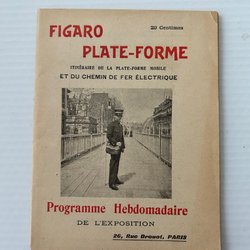 FIGARO
20 Centimes
PLATE-FORME
ITINÉRAIRE DE LA PLATE-FORME MOBILE
ET DU CHEMIN DE FER ÉLECTRIQUE
Programme Hebdomadaire
DE L'EXPOSITION
26, Rue Drouot, PARIS